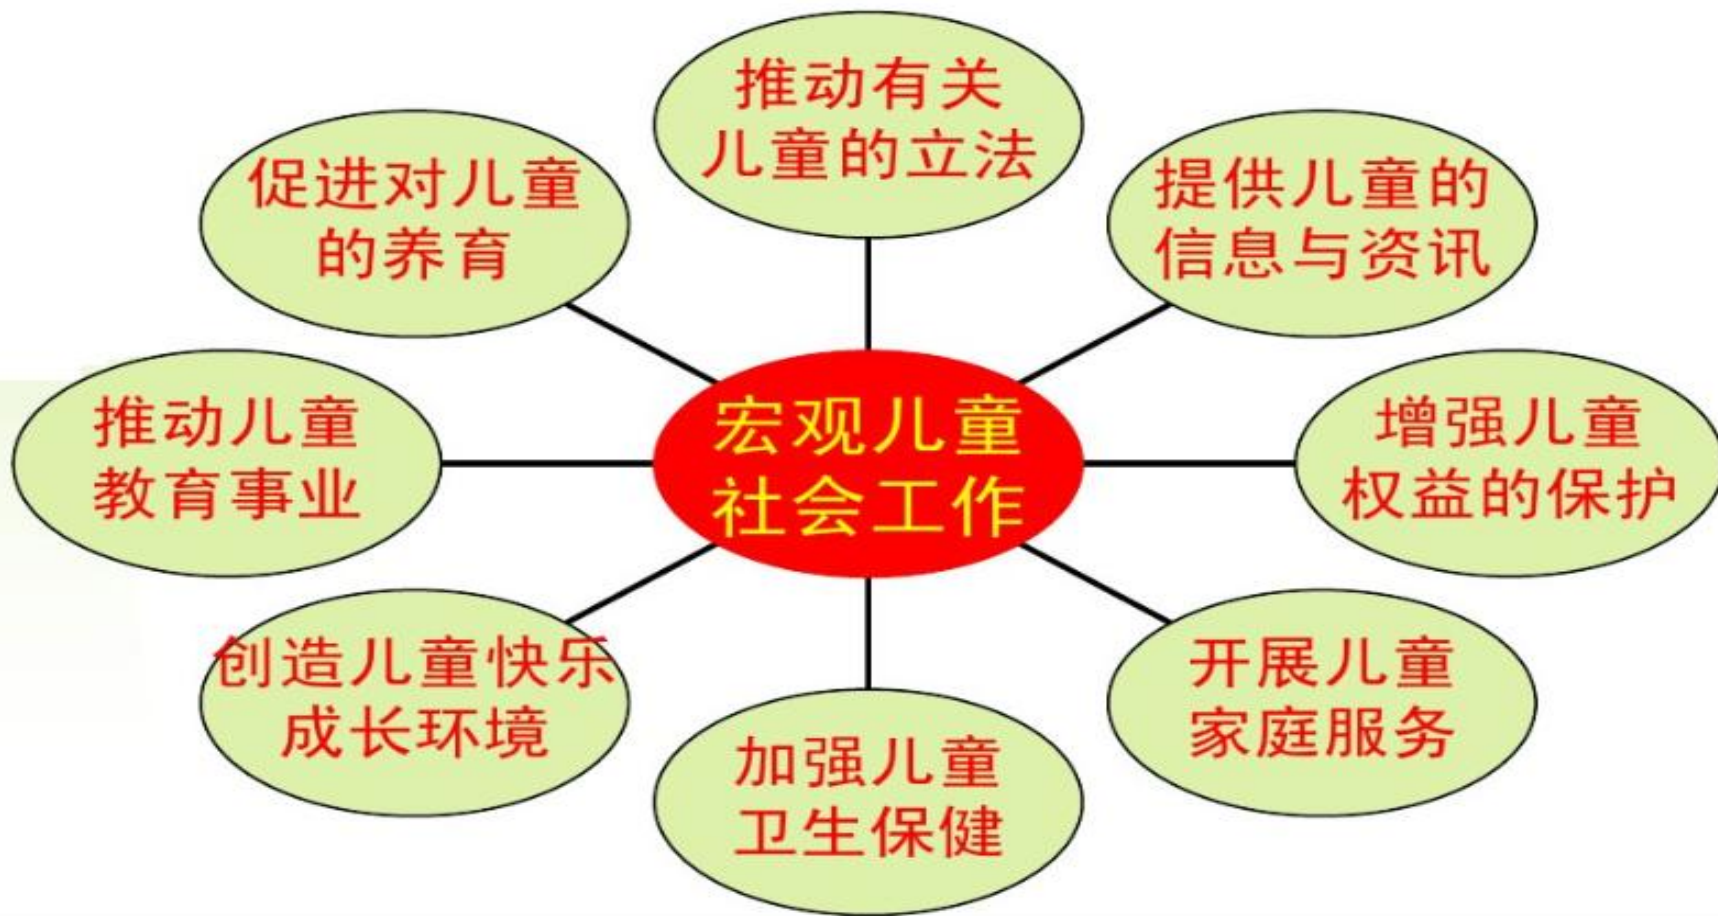 推动有关
儿童的立法
促进对儿童
的养育
提供儿童的
信息与资讯
推动儿童
教育事业
宏观儿童
社会工作
增强儿童
权益的保护
创造儿童快乐
成长环境
开展儿童
家庭服务
加强儿童
卫生保健